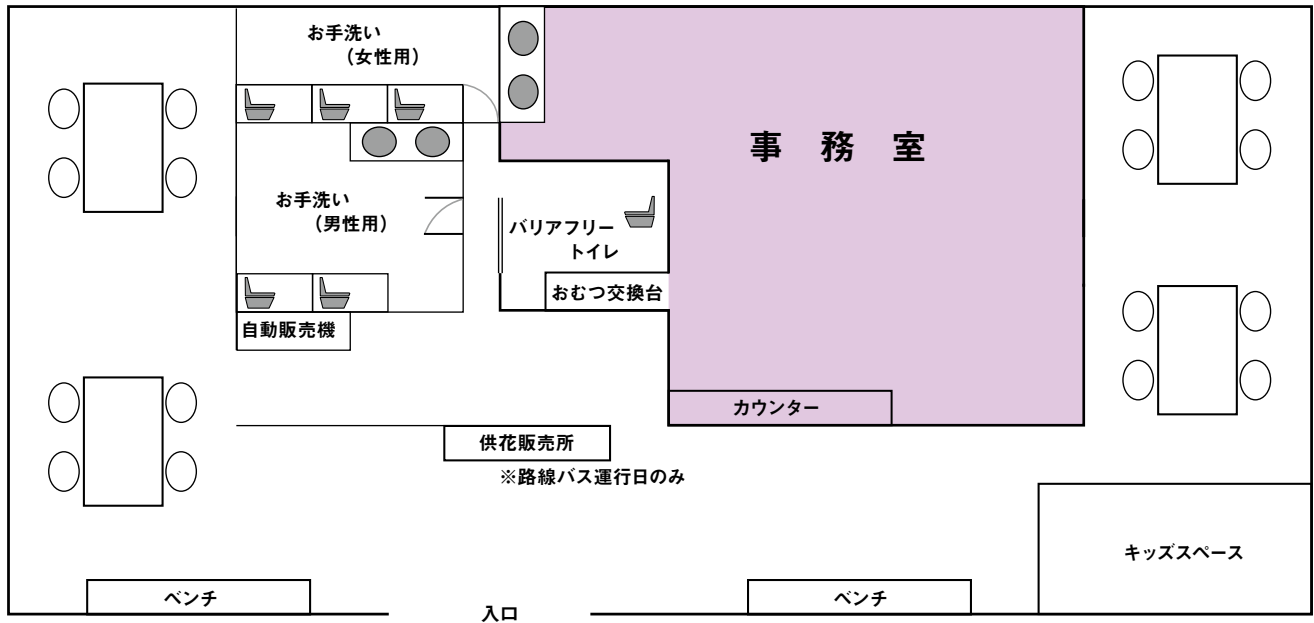 お手洗い
（女性用）
事務室
お手洗い
（男性用）
バリアフリー
トイレ
おむつ交換台
自動販売機
カウンター
供花販売所
※路線バス運行日のみ
キッズスペース
ベンチ
ベンチ
入口